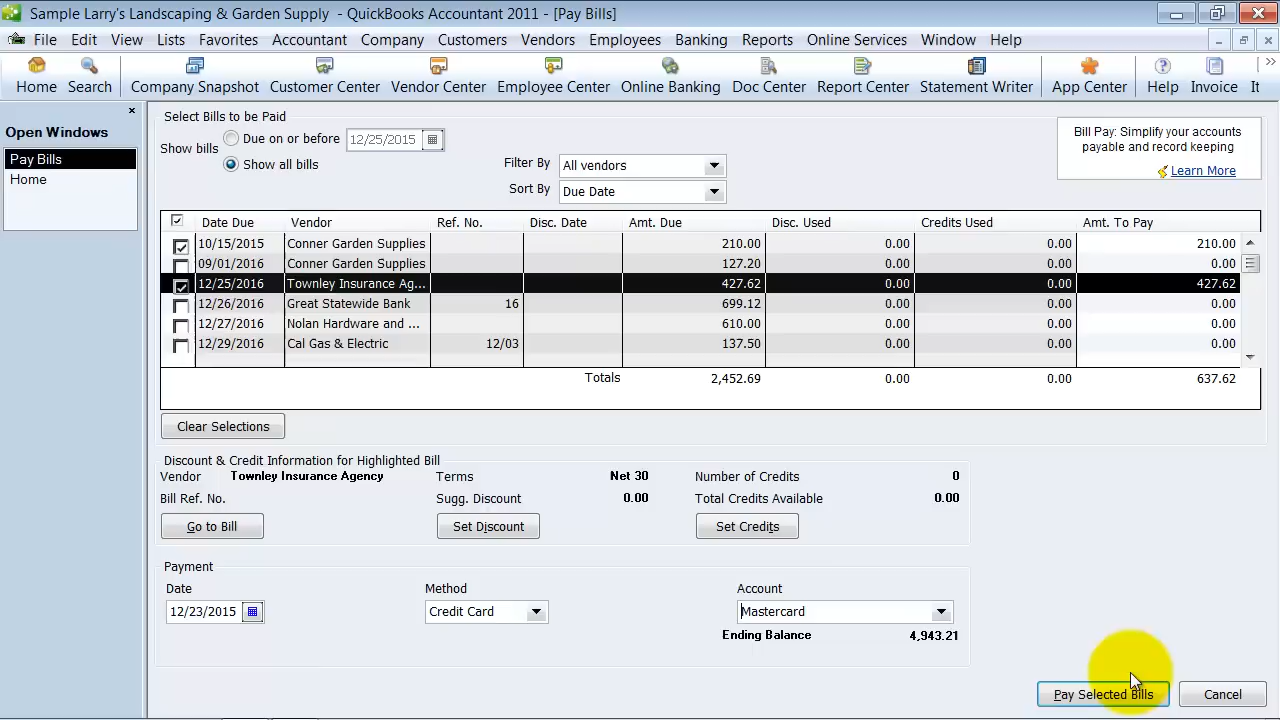 Sample Larry's Landscaping & Garden Supply - QuickBooks Accountant 2011 - [Pay Bills]
File Edit View Lists Favorites Accountant Company Customers Vendors Employees Banking Reports Online Services Window Help
Home Search Company Snapshot Customer Center Vendor Center Employee Center Online Banking Doc Center Report Center Statement Writer App Center Help Invoice It
Open Windows
Pay Bills
Home
Select Bills to be Paid
Show bills
Due on or before 12/25/2015
Show all bills
Filter By All vendors
Sort By Due Date
Bill Pay: simplify your accounts
payable and record keeping
Learn More
Date Due Vendor Ref. No. Disc. Date Amt. Due Disc. Used Credits Used Amt. To Pay
10/15/2015 Conner Garden Supplies 210.00 0.00 0.00 210.00
09/01/2016 Conner Garden Supplies 127.20 0.00 0.00 0.00
12/25/2016 Townley Insurance Ag... 427.62 0.00 0.00 427.62
12/26/2016 Great Statewide Bank 16 699.12 0.00 0.00 0.00
12/27/2016 Nolan Hardware and ... 610.00 0.00 0.00 0.00
12/29/2016 Cal Gas & Electric 12/03 137.50 0.00 0.00 0.00
Totals 2,452.69 0.00 0.00 637.62
Clear Selections
Discount & Credit Information for Highlighted Bill
Vendor Townley Insurance Agency Terms Net 30 Number of Credits 0
Bill Ref. No. Sugg. Discount 0.00 Total Credits Available 0.00
Go to Bill Set Discount Set Credits
Payment
Date Method Account
12/23/2015 Credit Card Mastercard
Ending Balance 4,943.21
Pay Selected Bills Cancel